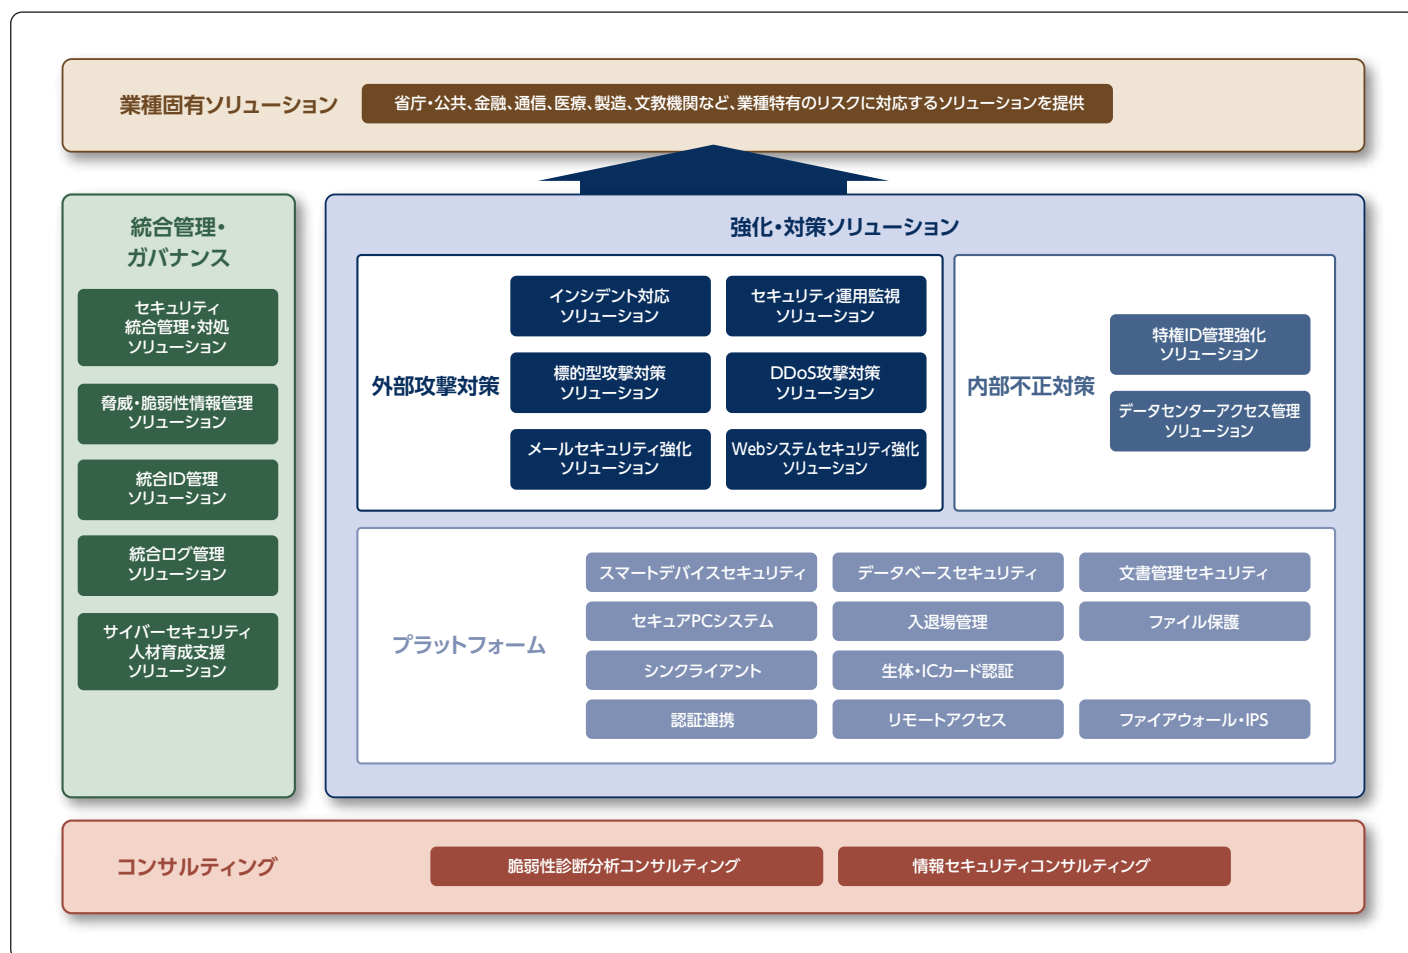 業種固有ソリューション
省庁・公共、金融、通信、医療、製造、文教機関など、業種特有のリスクに対応するソリューションを提供
統合管理・
ガバナンス
セキュリティ
統合管理・対処
ソリューション
脅威・脆弱性情報管理
ソリューション
統合ID管理
ソリューション
統合ログ管理
ソリューション
サイバーセキュリティ
人材育成支援
ソリューション
強化・対策ソリューション
外部攻撃対策
インシデント対応
ソリューション
セキュリティ運用監視
ソリューション
標的型攻撃対策
ソリューション
DDoS攻撃対策
ソリューション
メールセキュリティ強化
ソリューション
Webシステムセキュリティ強化
ソリューション
内部不正対策
特権ID管理強化
ソリューション
データセンターアクセス管理
ソリューション
プラットフォーム
スマートデバイスセキュリティ
データベースセキュリティ
文書管理セキュリティ
セキュアPCシステム
入退場管理
ファイル保護
シンクライアント
生体・ICカード認証
認証連携
リモートアクセス
ファイアウォール・IPS
コンサルティング
脆弱性診断分析コンサルティング
情報セキュリティコンサルティング